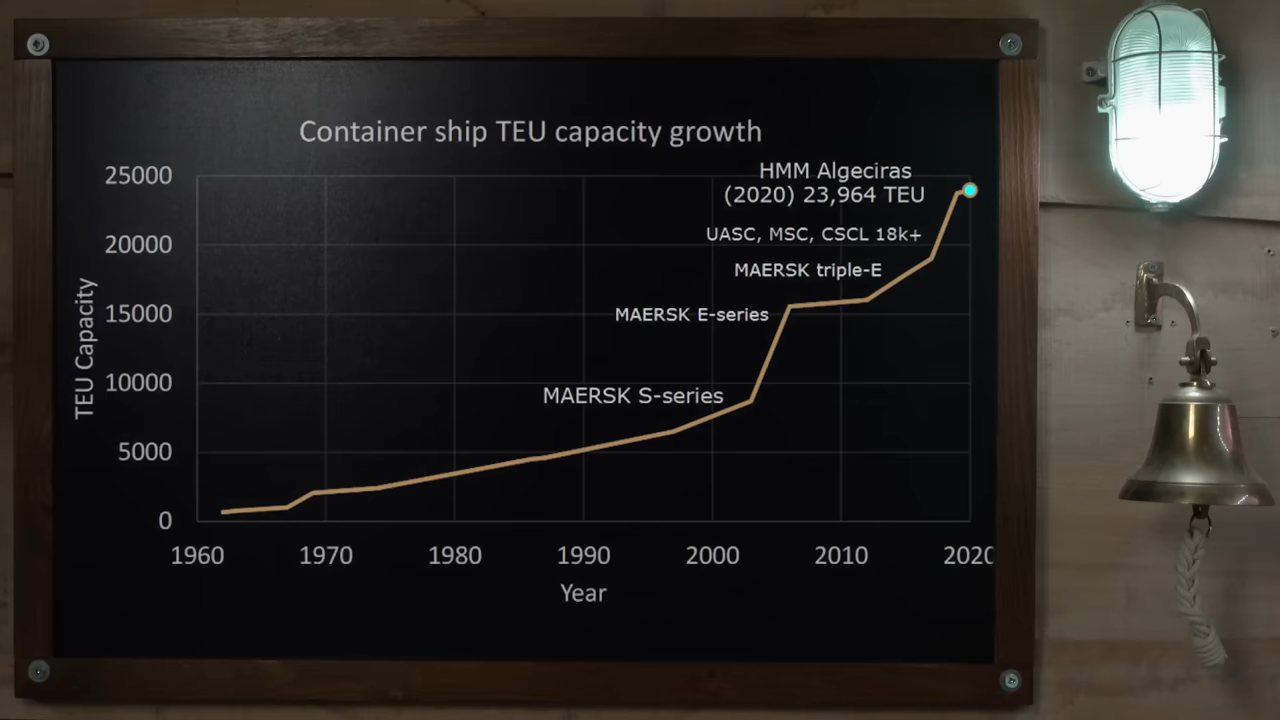 Container ship TEU capacity growth
25000
HMM Algeciras
(2020) 23,964 TEU
20000
UASC, MSC, CSCL 18k+
MAERSK triple-E
15000
MAERSK E-series
10000
MAERSK S-series
5000
0
TEU Capacity
1960 1970 1980 1990 2000 2010 2020
Year